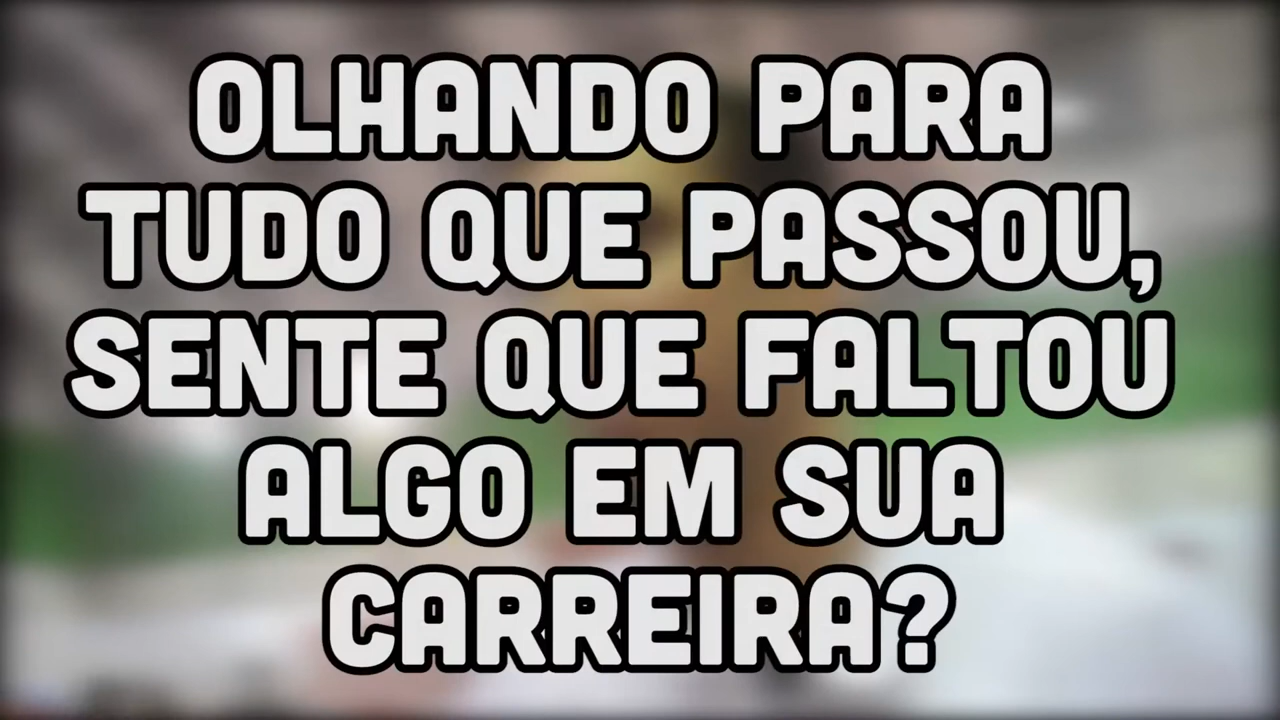 OLHANDO PARA
TUDO QUE PASSOU,
SENTE QUE FALTOU
ALGO EM SUA
CARREIRA?